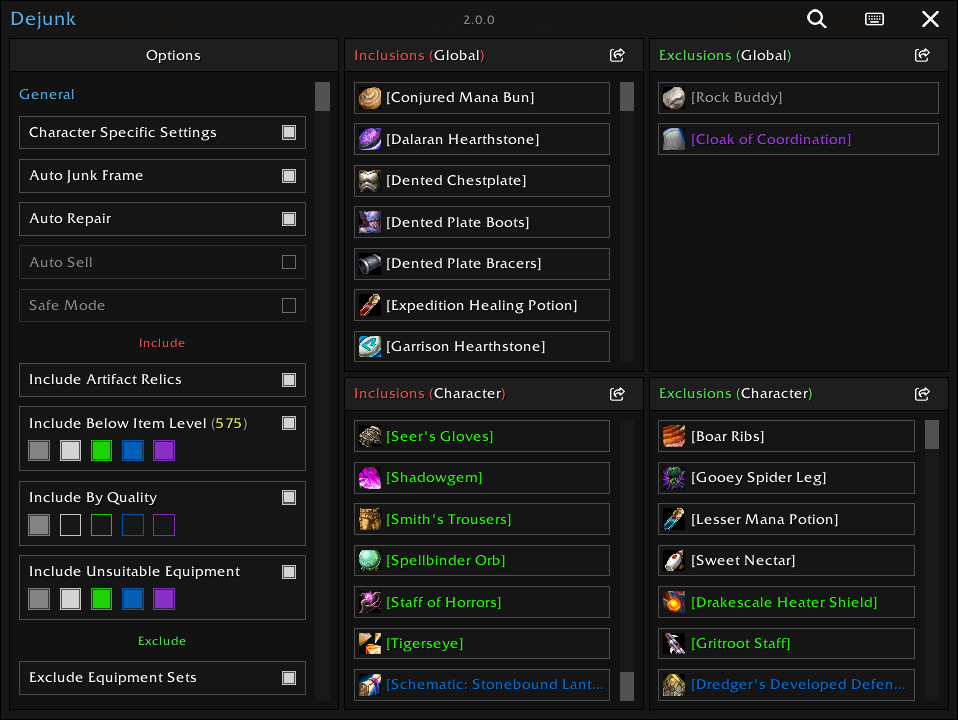 Dejunk
2.0.0
Options
General
Character Specific Settings
Auto Junk Frame
Auto Repair
Auto Sell
Safe Mode
Include
Include Artifact Relics
Include Below Item Level (575)
Include By Quality
Include Unsuitable Equipment
Exclude
Exclude Equipment Sets
Inclusions (Global)
[Conjured Mana Bun]
[Dalaran Hearthstone]
[Dented Chestplate]
[Dented Plate Boots]
[Dented Plate Bracers]
[Expedition Healing Potion]
[Garrison Hearthstone]
Exclusions (Global)
[Rock Buddy]
[Cloak of Coordination]
Inclusions (Character)
[Seer's Gloves]
[Shadowgem]
[Smith's Trousers]
[Spellbinder Orb]
[Staff of Horrors]
[Tigerseye]
[Schematic: Stonebound Lant...
Exclusions (Character)
[Boar Ribs]
[Gooey Spider Leg]
[Lesser Mana Potion]
[Sweet Nectar]
[Drakescale Heater Shield]
[Gritroot Staff]
[Dredger's Developed Defen...